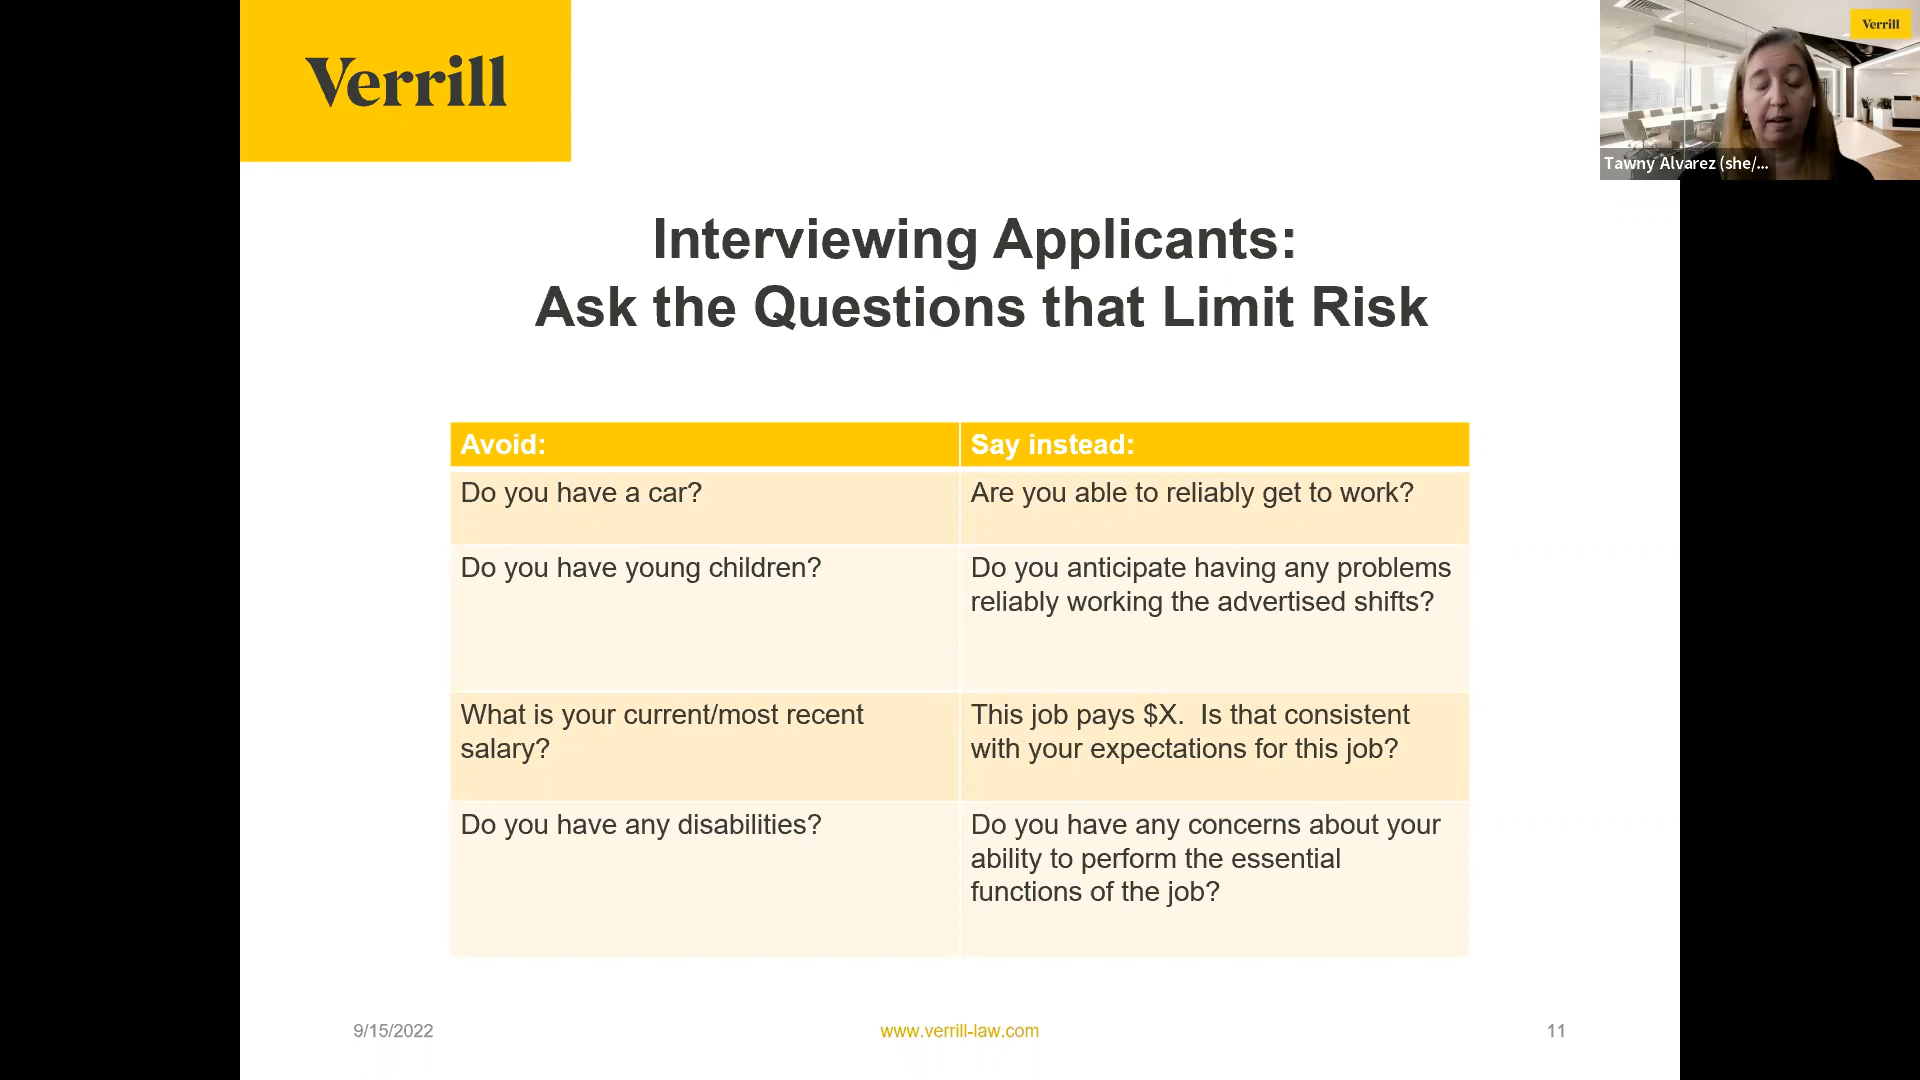 Verrill
Verrill
Tawny Alvarez (she/...
Interviewing Applicants:
Ask the Questions that Limit Risk
Avoid:
Say instead:
Do you have a car?
Are you able to reliably get to work?
Do you have young children?
Do you anticipate having any problems
reliably working the advertised shifts?
What is your current/most recent
salary?
This job pays $X.  Is that consistent
with your expectations for this job?
Do you have any disabilities?
Do you have any concerns about your
ability to perform the essential
functions of the job?
9/15/2022
www.verrill-law.com
11